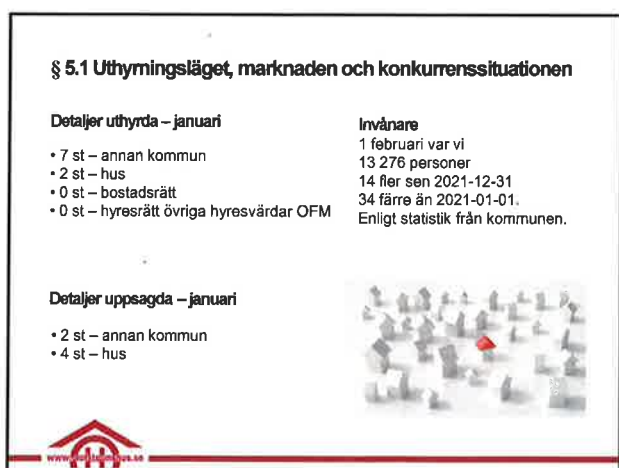 § 5.1 Uthyrningsläget, marknaden och konkurrenssituationen
Detaljer uthyrda – januari
• 7 st – annan kommun
• 2 st – hus
• 0 st – bostadsrätt
• 0 st – hyresrätt övriga hyresvärdar OFM
Invånare
1 februari var vi
13 276 personer
14 fler sen 2021-12-31
34 färre än 2021-01-01.
Enligt statistik från kommunen.
Detaljer uppsagda – januari
• 2 st – annan kommun
• 4 st – hus